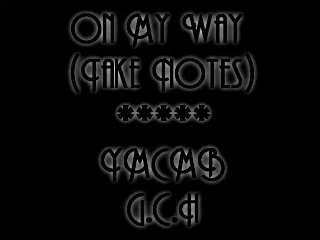 On My Way
(Take Notes)
*****
YMCMB
G.C.H